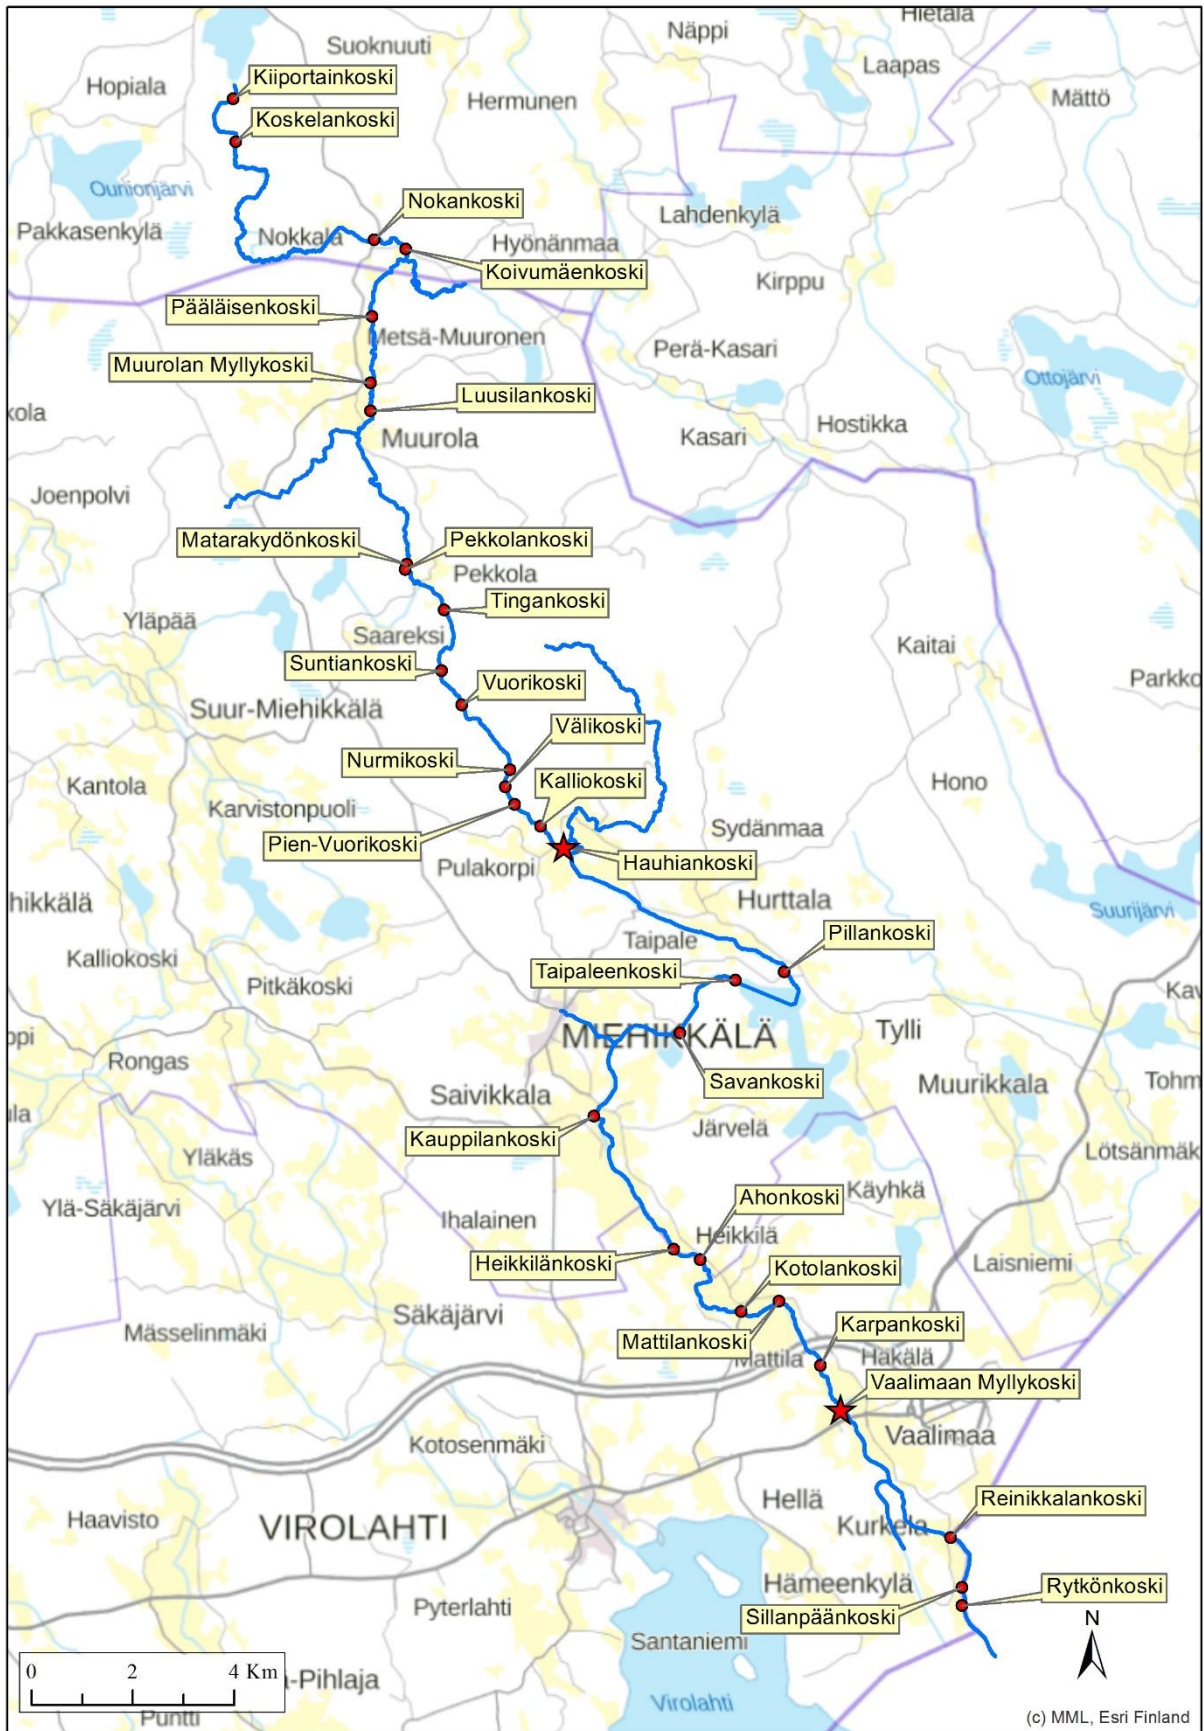 Hietala
Näppi
Suoknuuti
Laapas
Kiiportainkoski
Hopiala
Mättö
Hermunen
Koskelankoski
Ounionjärvi
Nokankoski
Lahdenkylä
Pakkasenkylä
Nokkala
Hyönänmaa
Koivumäenkoski
Kirppu
Pääläisenkoski
Metsä-Muuronen
Perä-Kasari
Muurolan Myllykoski
Ottojärvi
Luusilankoski
kola
Hostikka
Muurola
Kasari
Joenpolvi
Matarakydönkoski
Pekkolankoski
Pekkola
Tingankoski
Yläpää
Saareksi
Kaitai
Suntiankoski
Parkko
Vuorikoski
Suur-Miehikkälä
Välikoski
Nurmikoski
Kantola
Kalliokoski
Hono
Karvistonpuoli
Sydänmaa
Pien-Vuorikoski
Hauhiankoski
Pulakorpi
hikkälä
Hurttala
Suurijärvi
Pillankoski
Taipale
Kalliokoski
Taipaleenkoski
Pitkäkoski
Kav
MIEHIKKÄLÄ
Tylli
ppi
Rongas
Savankoski
Muurikkala
Tohm
Saivikkala
ula
Järvelä
Kauppilankoski
Yläkäs
Lötsänmäk
Ahonkoski
Käyhkä
Ylä-Säkäjärvi
Ihalainen
Heikkilä
Heikkilänkoski
Laisniemi
Kotolankoski
Säkäjärvi
Mässelinmäki
Karpankoski
Mattilankoski
Mattila
Häkälä
Vaalimaan Myllykoski
Vaalimaa
Kotosenmäki
Hellä
Reinikkalankoski
Haavisto
VIROLAHTI
Kurkela
Hämeenkylä
Rytkönkoski
Pyterlahti
Sillanpäänkoski
N
Santaniemi
0 2 4 Km
a-Pihlaja
Virolahti
Puntti
(c) MML, Esri Finland